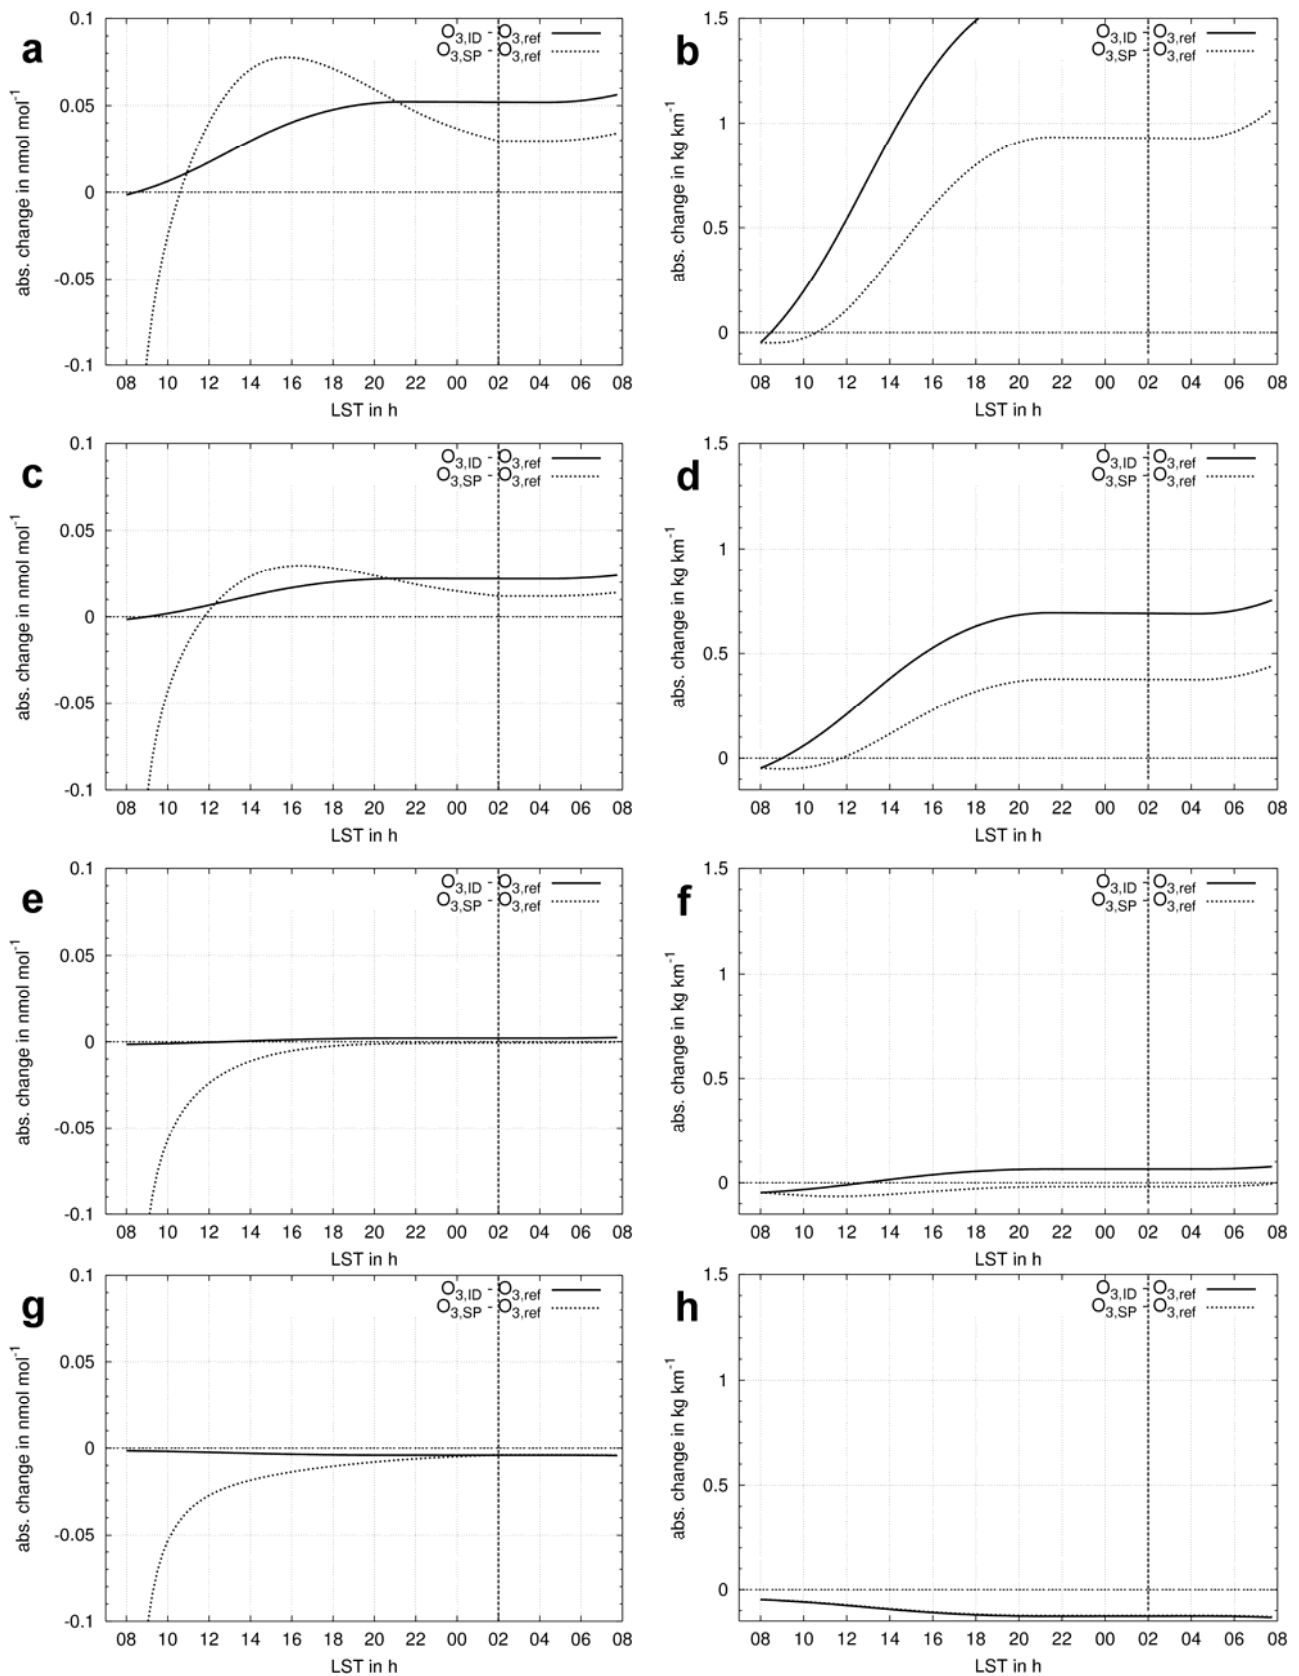 a
O3,ID - O3,ref
O3,SP - O3,ref
abs. change in nmol mol-1
0.1
0.05
0
-0.05
-0.1
08 10 12 14 16 18 20 22 00 02 04 06 08
LST in h
b
O3,ID - O3,ref
O3,SP - O3,ref
abs. change in kg km-1
1.5
1
0.5
0
08 10 12 14 16 18 20 22 00 02 04 06 08
LST in h
c
O3,ID - O3,ref
O3,SP - O3,ref
abs. change in nmol mol-1
0.1
0.05
0
-0.05
-0.1
08 10 12 14 16 18 20 22 00 02 04 06 08
LST in h
d
O3,ID - O3,ref
O3,SP - O3,ref
abs. change in kg km-1
1.5
1
0.5
0
08 10 12 14 16 18 20 22 00 02 04 06 08
LST in h
e
O3,ID - O3,ref
O3,SP - O3,ref
abs. change in nmol mol-1
0.1
0.05
0
-0.05
-0.1
08 10 12 14 16 18 20 22 00 02 04 06 08
LST in h
f
O3,ID - O3,ref
O3,SP - O3,ref
abs. change in kg km-1
1.5
1
0.5
0
08 10 12 14 16 18 20 22 00 02 04 06 08
LST in h
g
O3,ID - O3,ref
O3,SP - O3,ref
abs. change in nmol mol-1
0.1
0.05
0
-0.05
-0.1
08 10 12 14 16 18 20 22 00 02 04 06 08
LST in h
h
O3,ID - O3,ref
O3,SP - O3,ref
abs. change in kg km-1
1.5
1
0.5
0
08 10 12 14 16 18 20 22 00 02 04 06 08
LST in h